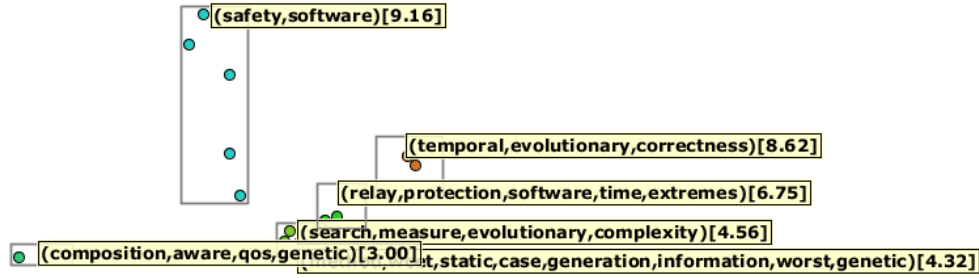 (safety,software)[9.16]
(temporal,evolutionary,correctness)[8.62]
(relay,protection,software,time,extremes)[6.75]
(search,measure,evolutionary,complexity)[4.56]
(composition,aware,qos,genetic)[3.00]
,static,case,generation,information,worst,genetic)[4.32]